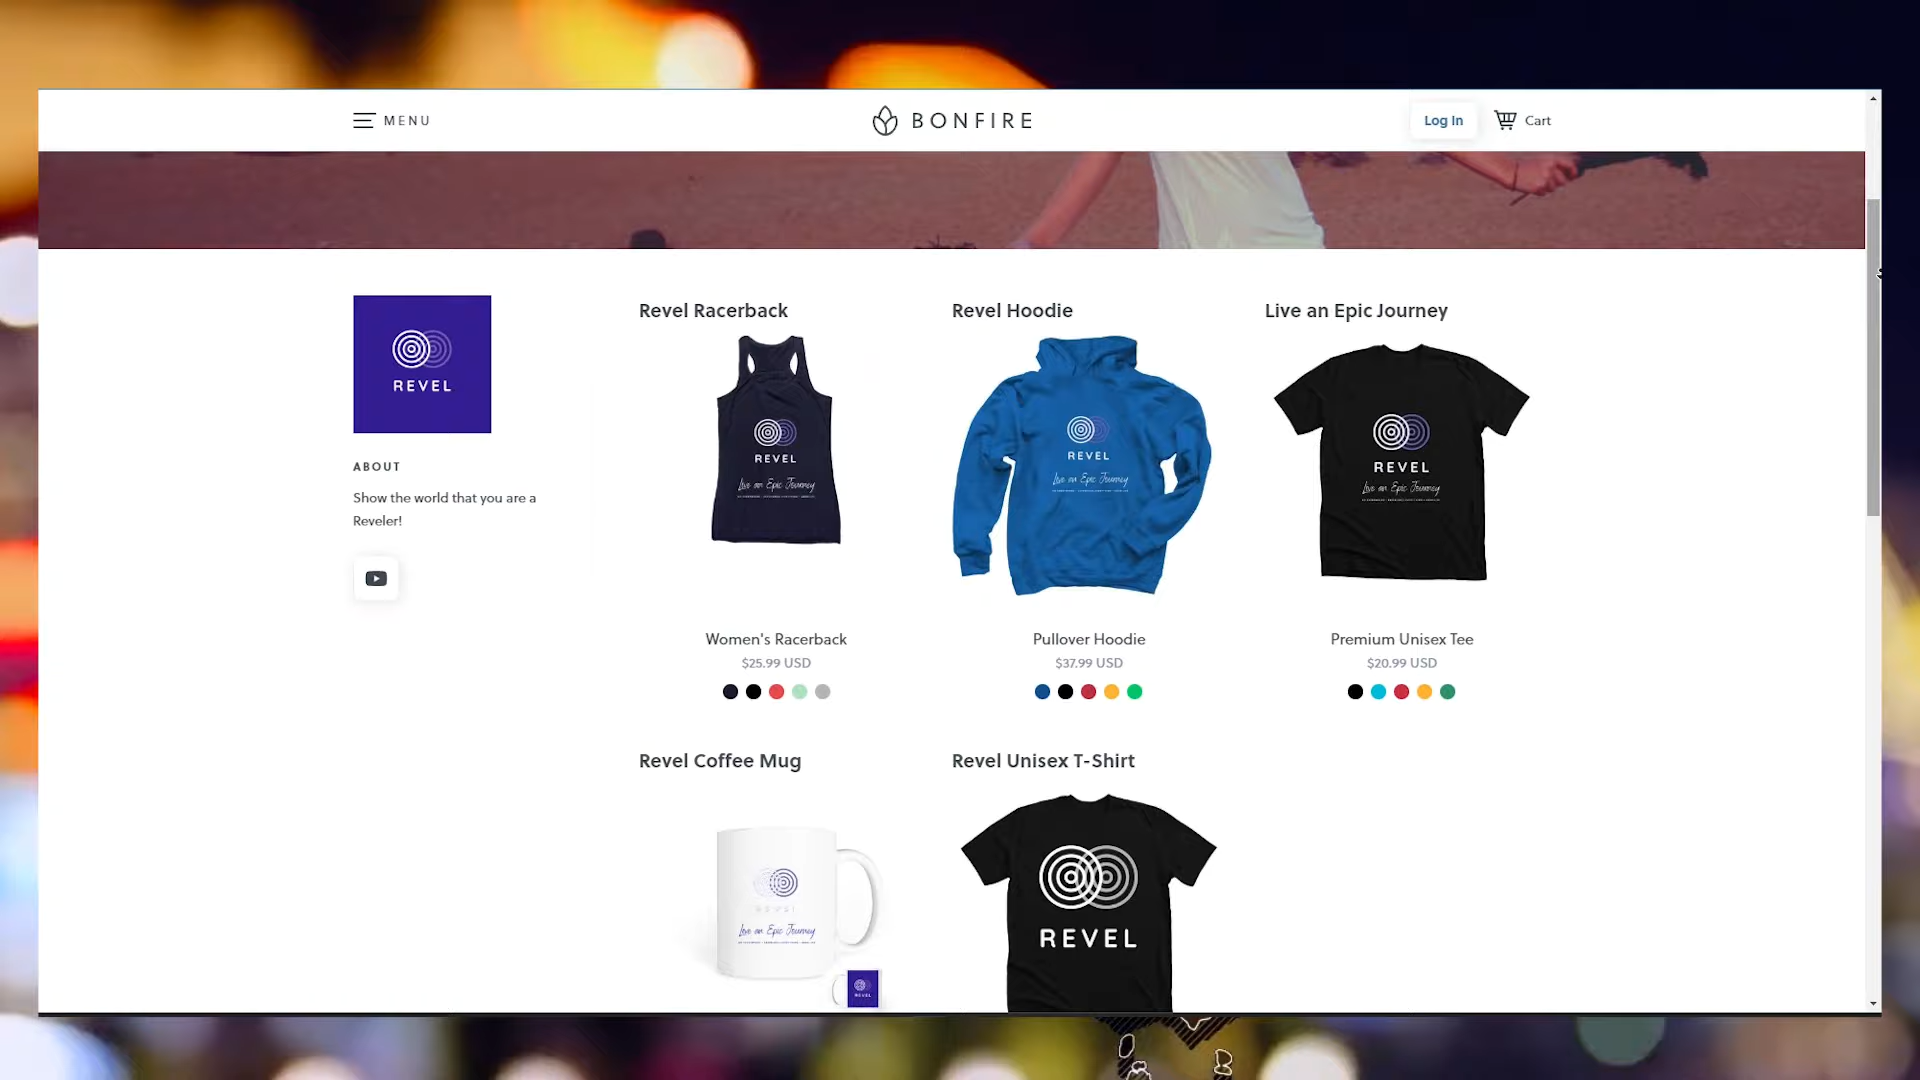 MENU
BONFIRE
Log In
Cart
REVEL
ABOUT
Show the world that you are a
Reveler!
Revel Racerback
REVEL
Live an Epic Journey
Women's Racerback
$25.99 USD
Revel Hoodie
REVEL
Live an Epic Journey
Pullover Hoodie
$37.99 USD
Live an Epic Journey
REVEL
Live an Epic Journey
Premium Unisex Tee
$20.99 USD
Revel Coffee Mug
REVEL
Live an Epic Journey
REVEL
Revel Unisex T-Shirt
REVEL